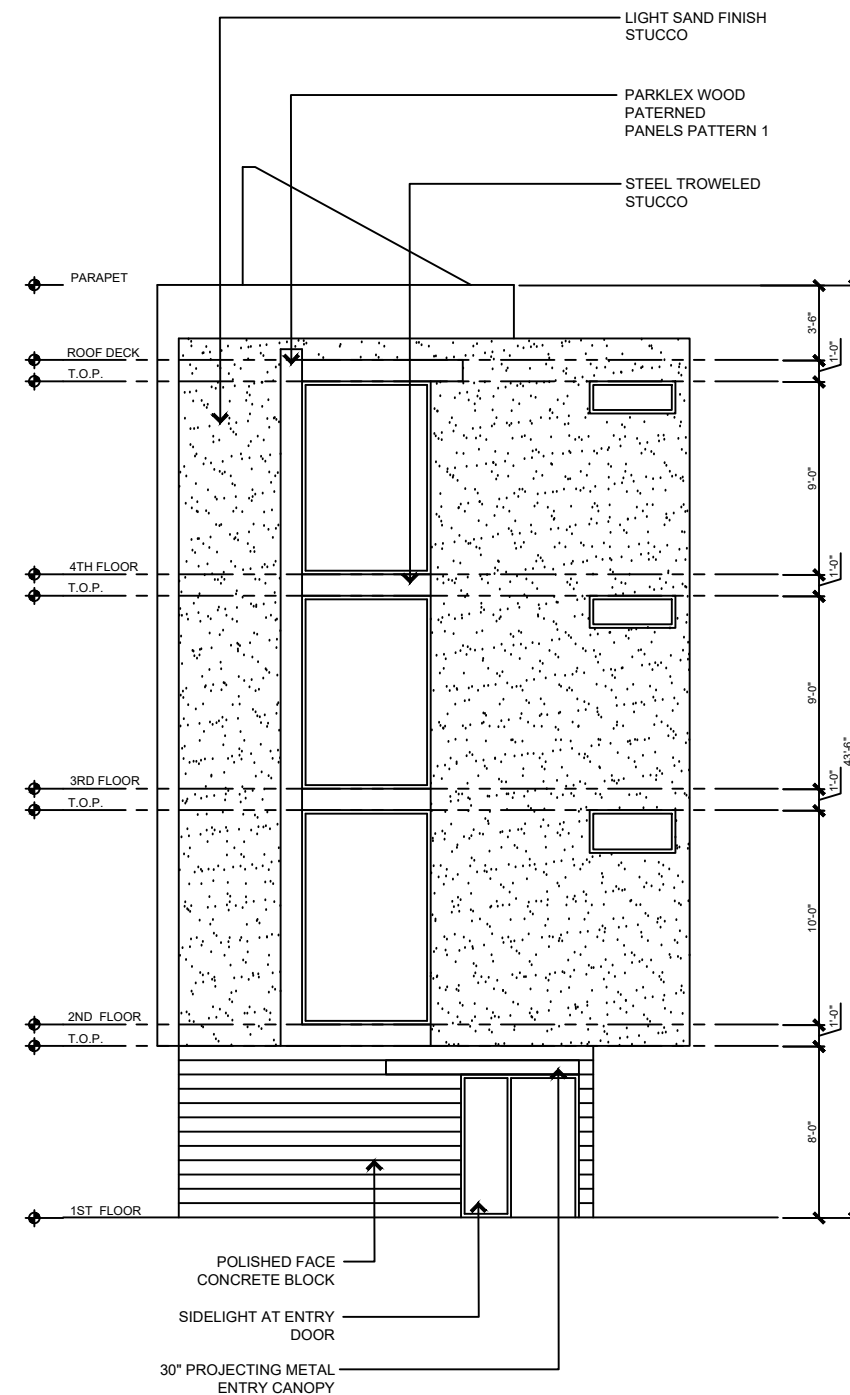 LIGHT SAND FINISH
STUCCO
PARKLEX WOOD
PATERNED
PANELS PATTERN 1
STEEL TROWELED
STUCCO
PARAPET
3'-6"
ROOF DECK
1'-0"
T.O.P.
9'-0"
4TH FLOOR
1'-0"
T.O.P.
9'-0"
43'-6"
3RD FLOOR
1'-0"
T.O.P.
10'-0"
2ND FLOOR
1'-0"
T.O.P.
8'-0"
1ST FLOOR
POLISHED FACE
CONCRETE BLOCK
SIDELIGHT AT ENTRY
DOOR
30" PROJECTING METAL
ENTRY CANOPY